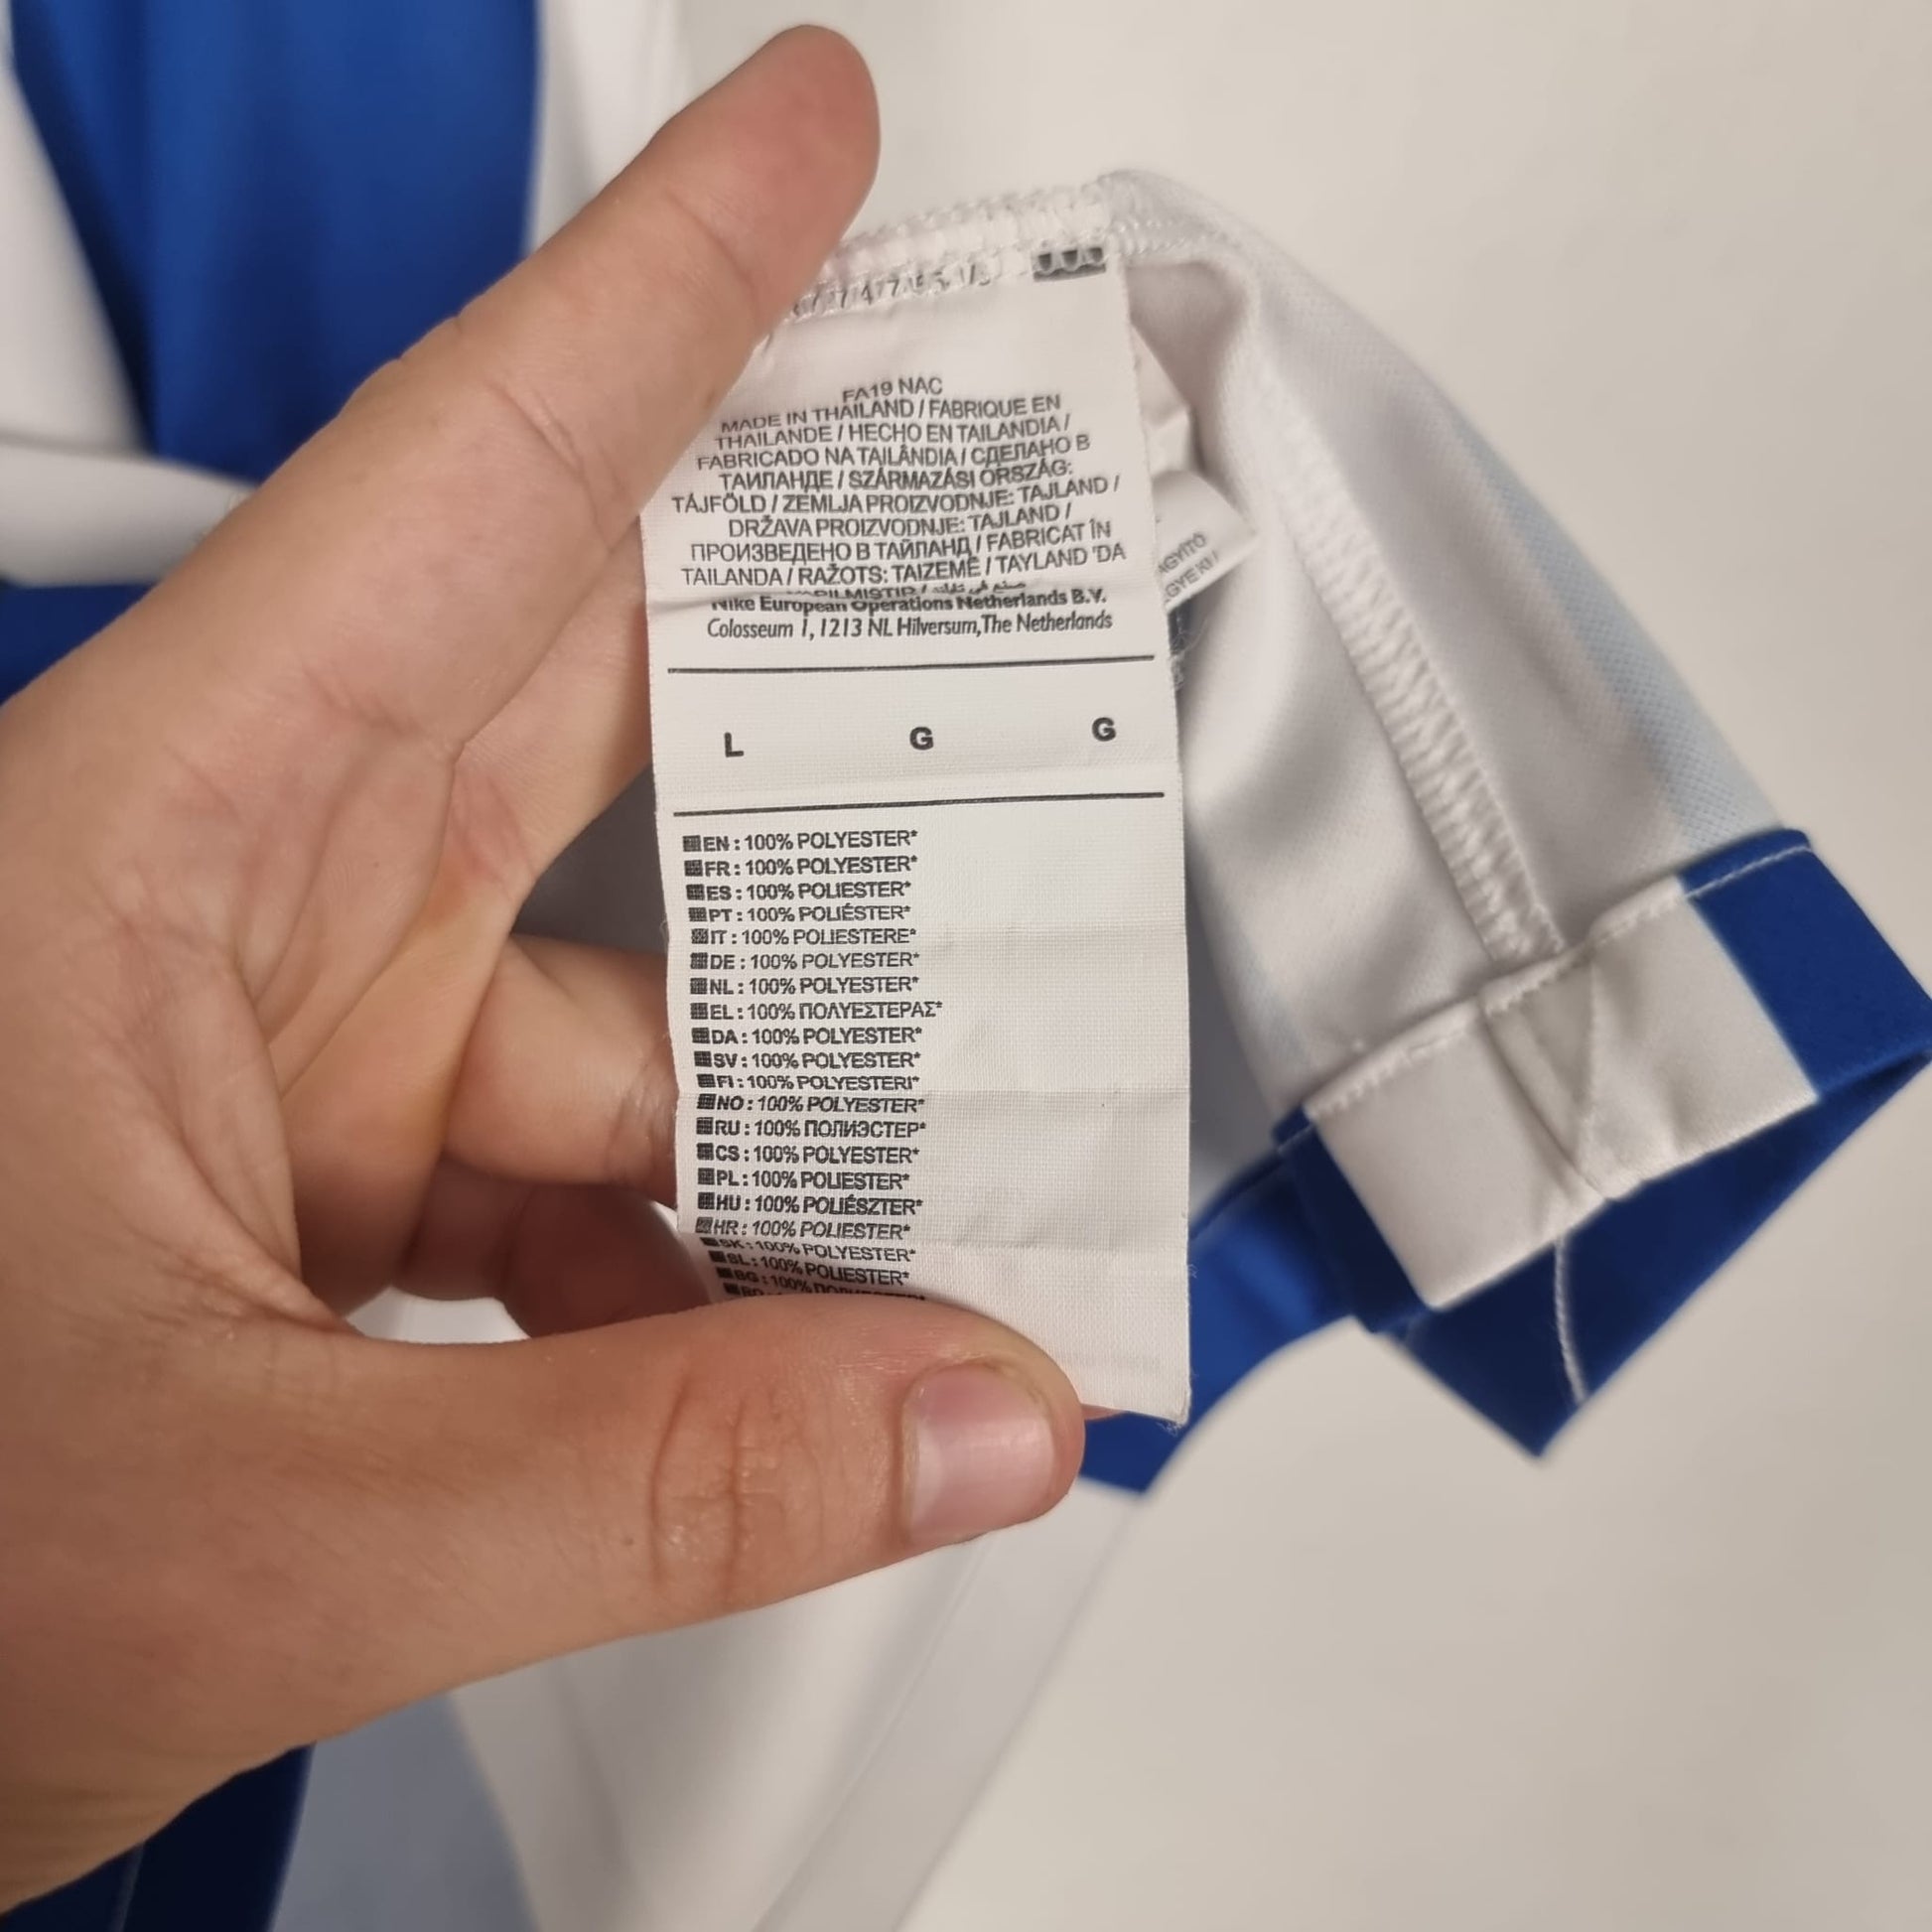 FA19 NAC
MADE IN THAILAND / FABRIQUE EN
THAILANDE / HECHO EN TAILANDIA /
FABRICADO NA TAILÂNDIA / СДЕЛАНО В
ТАИЛАНДЕ / SZÁRMAZÁSI ORSZÁG:
TÁJFÖLD / ZEMLJA PROIZVODNJE: TAJLAND /
DRŽAVA PROIZVODNJE: TAJLAND /
ПРОИЗВЕДЕНО В ТАЙЛАНД / FABRICAT ÎN
TAILANDA / RAŽOTS: TAIZEMĒ / TAYLAND 'DA
Nike European Operations Netherlands B.V.
Colosseum 1, 1213 NL Hilversum, The Netherlands
L G G
EN : 100% POLYESTER*
FR : 100% POLYESTER*
ES : 100% POLIESTER*
PT : 100% POLIÉSTER*
IT : 100% POLIESTERE*
DE : 100% POLYESTER*
NL : 100% POLYESTER*
EL : 100% ΠΟΛΥΕΣΤΕΡΑΣ*
DA : 100% POLYESTER*
SV : 100% POLYESTER*
FI : 100% POLYESTERI*
NO : 100% POLYESTER*
RU : 100% ПОЛИЭСТЕР*
CS : 100% POLYESTER*
PL : 100% POLIESTER*
HU : 100% POLIÉSZTER*
HR : 100% POLIESTER*
SK : 100% POLYESTER*
SL : 100% POLIESTER*
BG : 100%